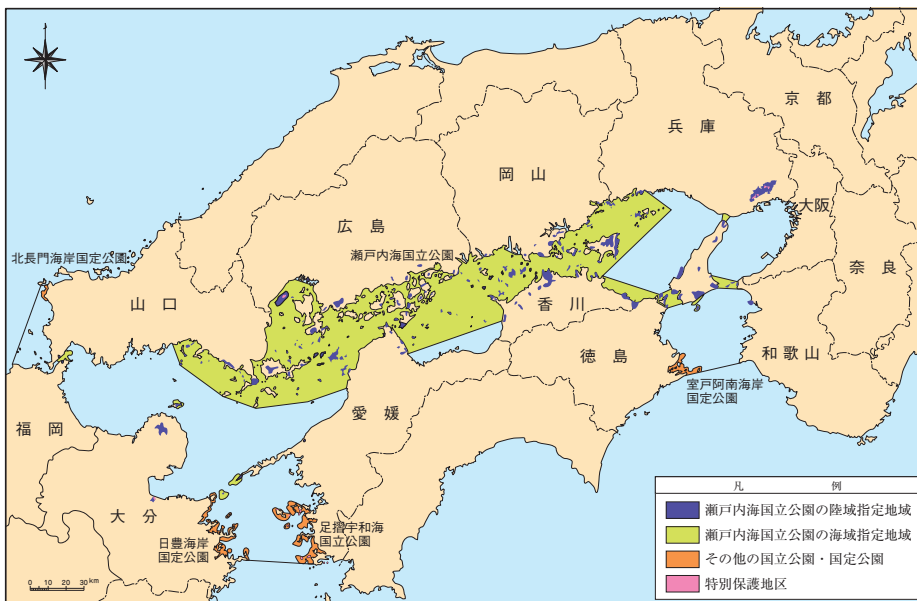 京都
兵庫
岡山
大阪
広島
北長門海岸国定公園
瀬戸内海国立公園
奈良
山口
香川
徳島
和歌山
室戸阿南海岸
国定公園
愛媛
福岡
大分
足摺宇和海
国立公園
日豊海岸
国定公園
0 10 20 30km
凡例
瀬戸内海国立公園の陸域指定地域
瀬戸内海国立公園の海域指定地域
その他の国立公園・国定公園
特別保護地区